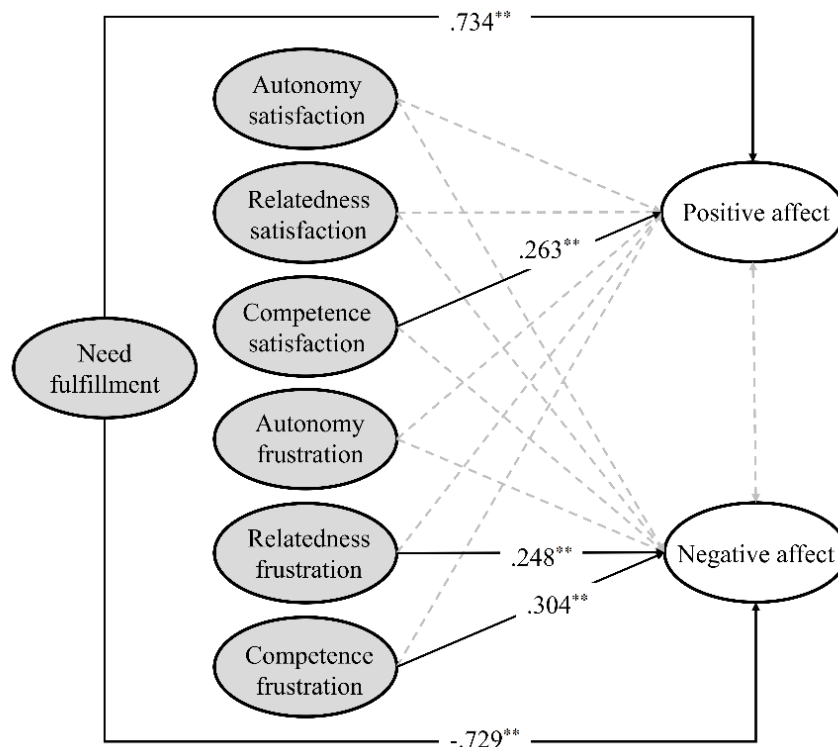 .734**
Autonomy
satisfaction
Relatedness
satisfaction
Positive affect
.263**
Competence
satisfaction
Need
fulfillment
Autonomy
frustration
Relatedness
frustration
.248**
Negative affect
.304**
Competence
frustration
-.729**